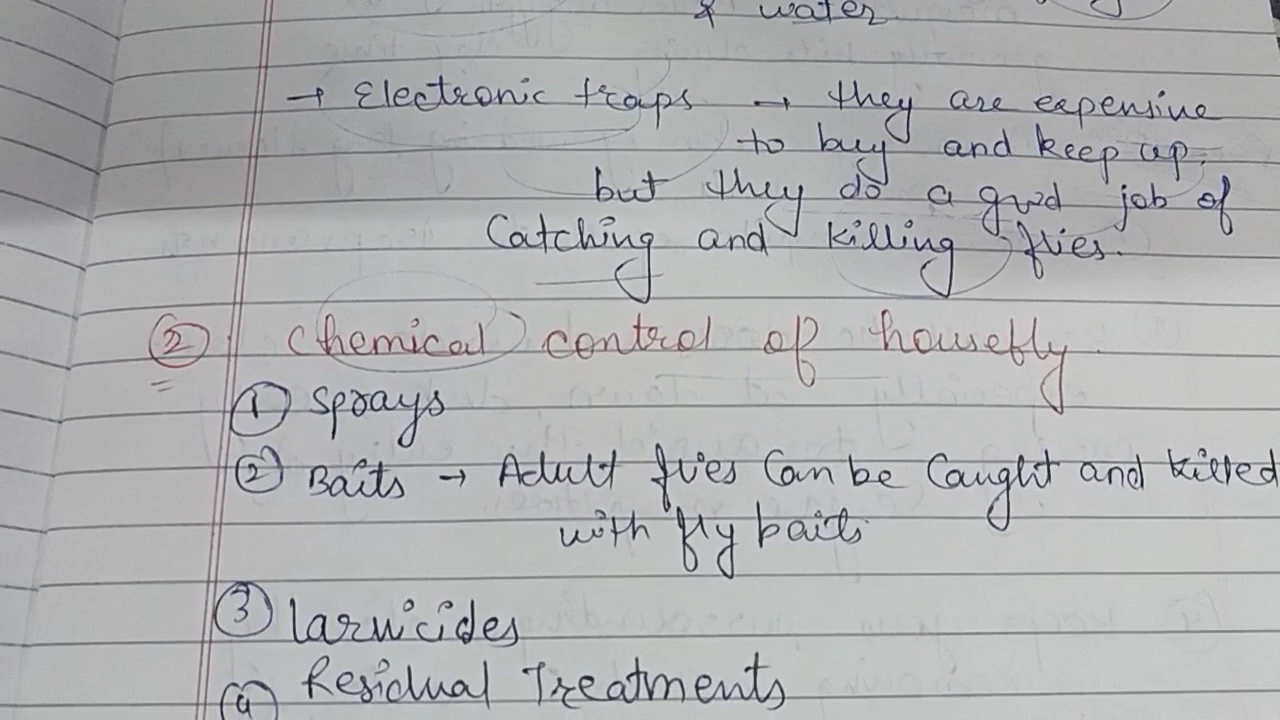 & water
→ Electronic traps → they are expensive
to buy and keep up.
but they do a good job of
Catching and killing flies.
② Chemical control of housefly
① Sprays
② Baits → Adult flies Can be Caught and killed
with fly baits
③ larvicides
④ Residual Treatments